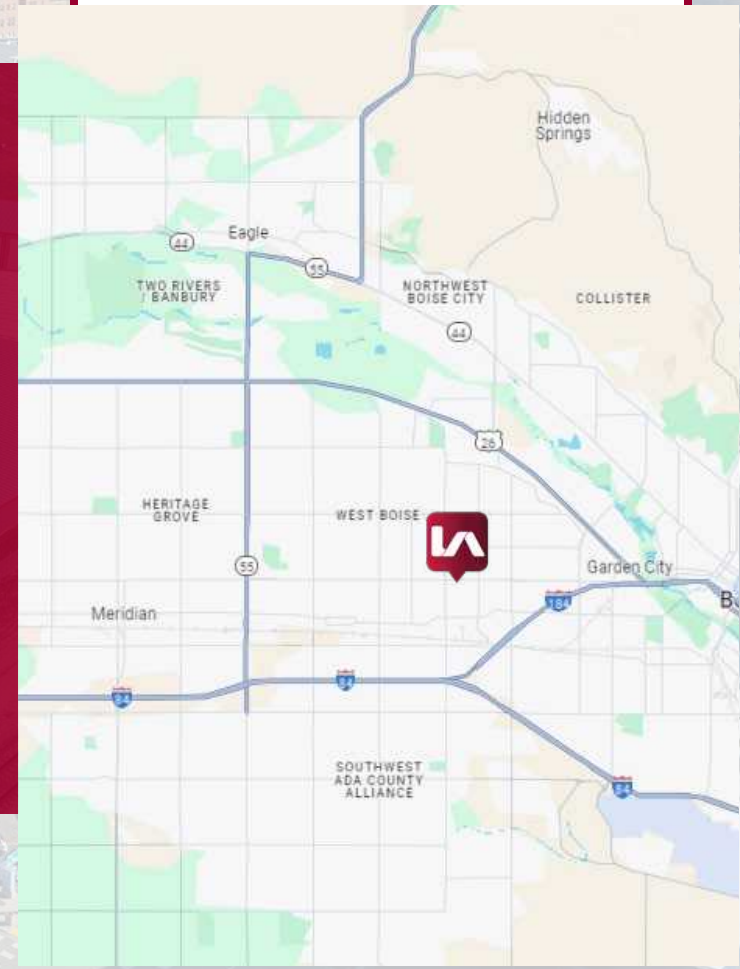 Hidden
Springs
Eagle
44
55
TWO RIVERS
/ BANBURY
NORTHWEST
BOISE CITY
COLLISTER
44
26
HERITAGE
GROVE
WEST BOISE
55
Garden City
184
Meridian
84
84
SOUTHWEST
ADA COUNTY
ALLIANCE
84